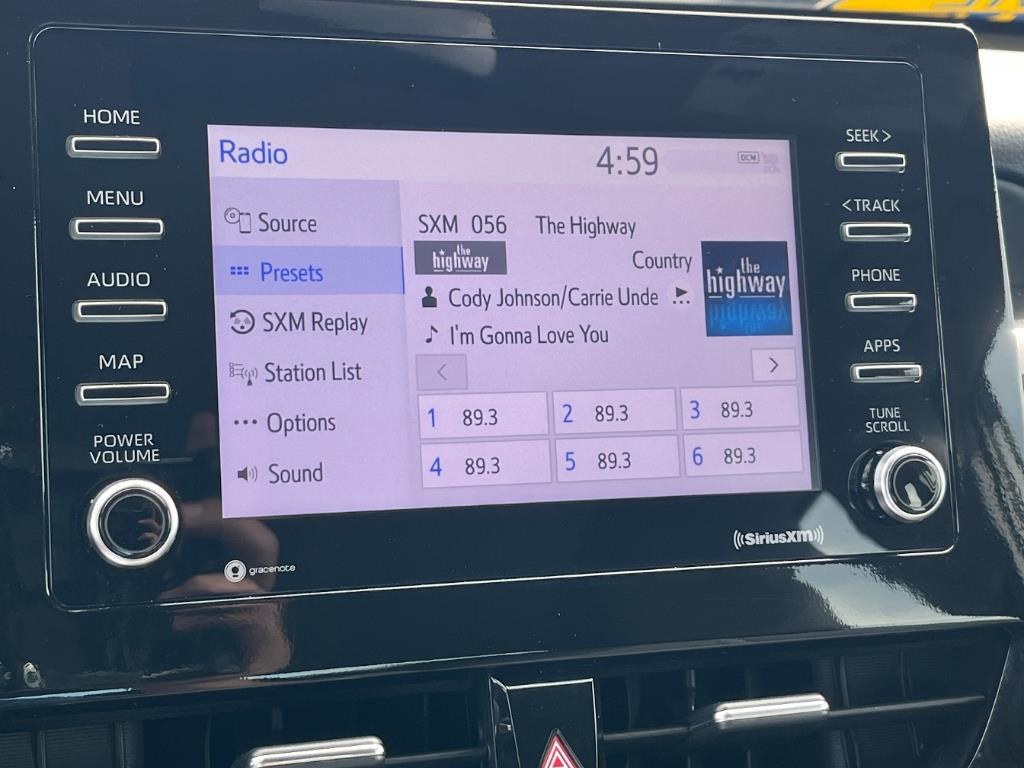 HOME
MENU
AUDIO
MAP
POWER
VOLUME
Radio
4:59
DCM
Source
Presets
SXM Replay
Station List
Options
Sound
SXM 056 The Highway
the
highway
Country
Cody Johnson/Carrie Unde
I'm Gonna Love You
the
highway
<
>
1 89.3
2 89.3
3 89.3
4 89.3
5 89.3
6 89.3
SEEK >
< TRACK
PHONE
APPS
TUNE
SCROLL
gracenote
((SiriusXM))